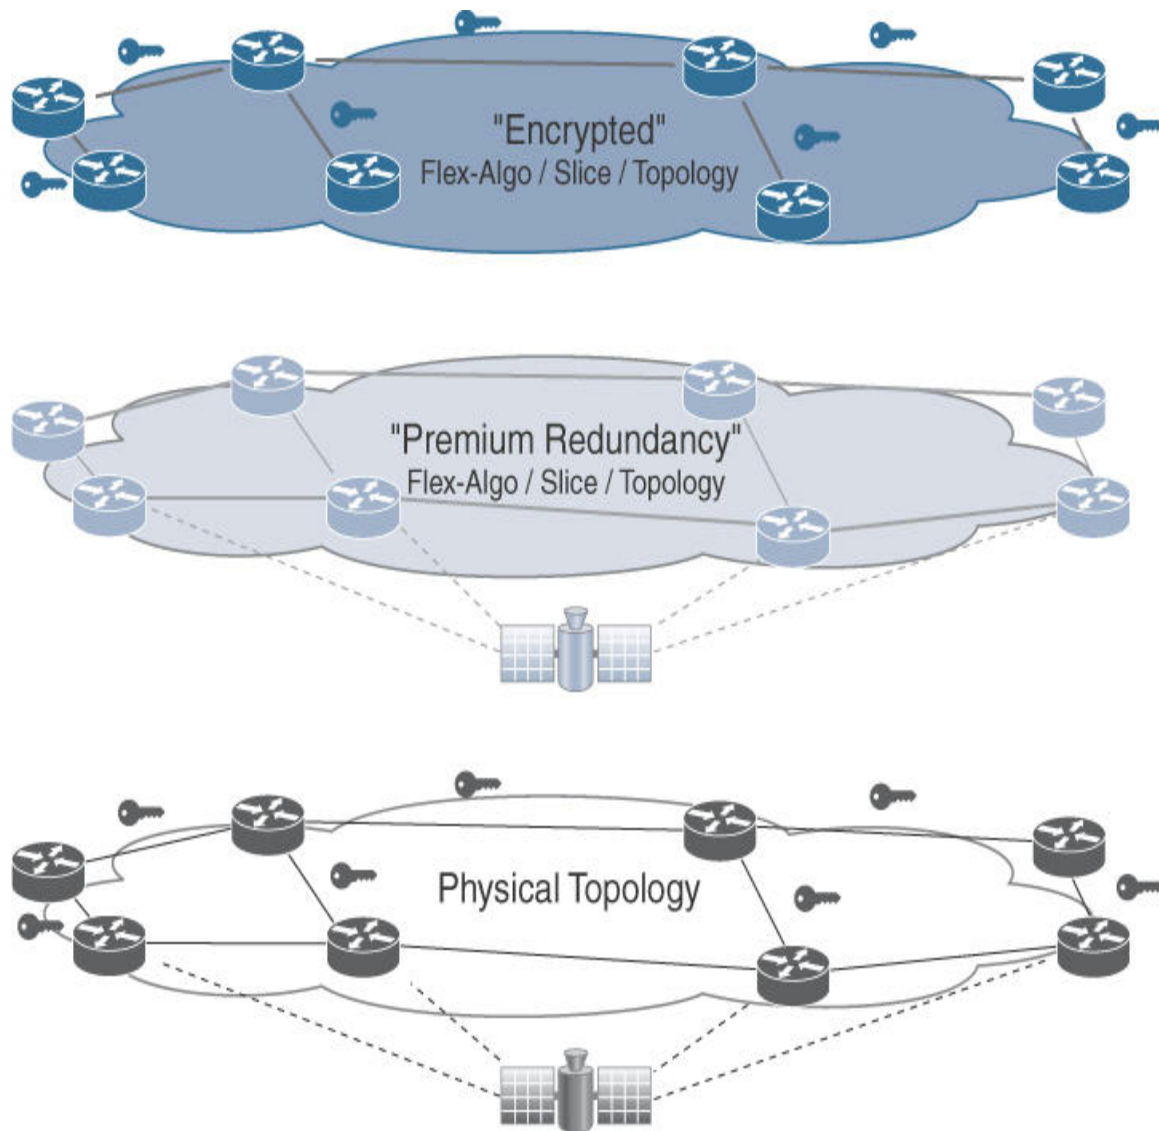 "Encrypted"
Flex-Algo / Slice / Topology
"Premium Redundancy"
Flex-Algo / Slice / Topology
Physical Topology